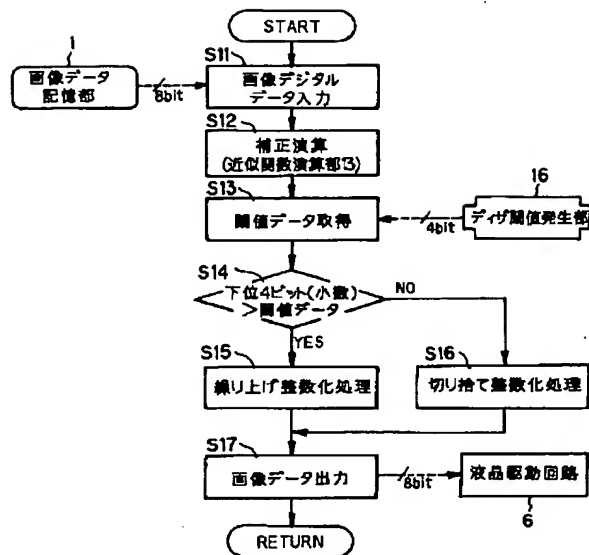 START
1
画像データ
記憶部
8bit
S11
画像デジタル
データ入力
S12
補正演算
(近似関数演算部13)
S13
閾値データ取得
16
ディザ閾値発生部
4bit
S14
下位4ビット(小数)
>閾値データ
NO
YES
S15
繰り上げ整数化処理
S16
切り捨て整数化処理
S17
画像データ出力
8bit
液晶駆動回路
6
RETURN